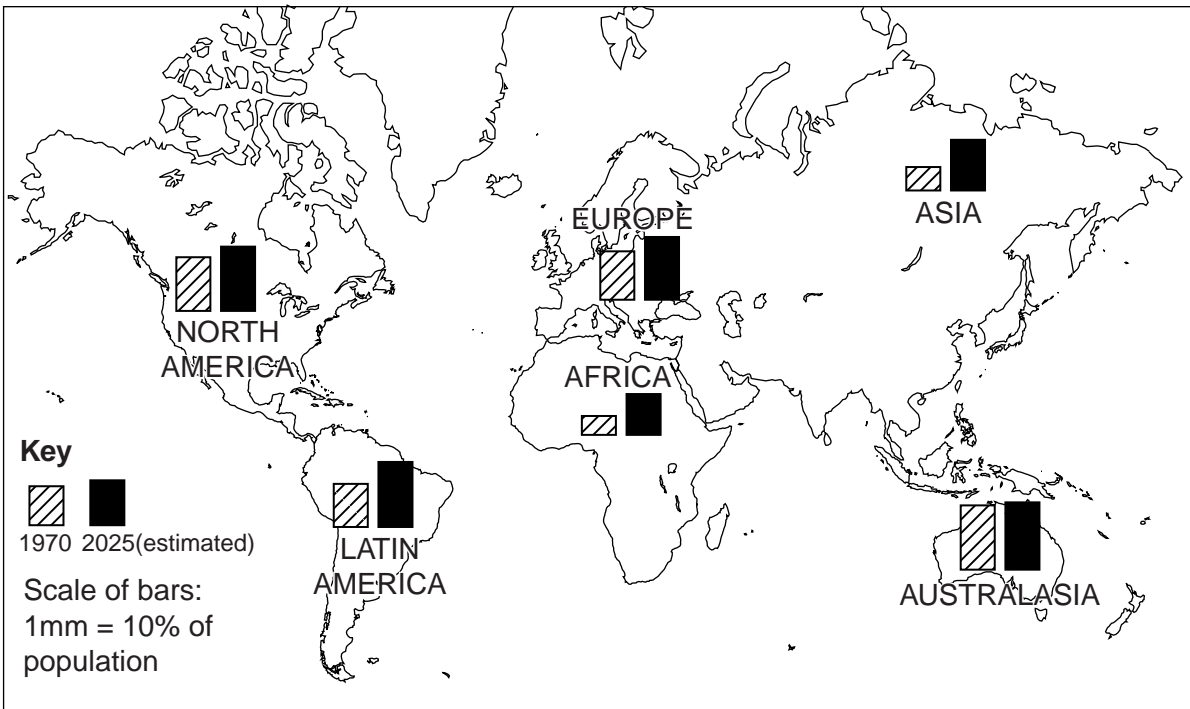 EUROPE
ASIA
NORTH
AMERICA
AFRICA
Key
1970 2025(estimated)
LATIN
AMERICA
AUSTRALASIA
Scale of bars:
1mm = 10% of
population